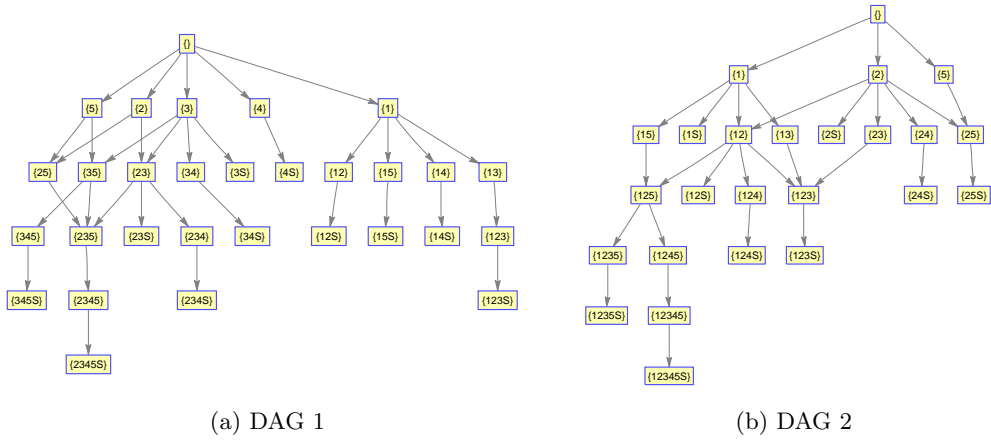 {}
{5} {2} {3} {4} {1}
{25} {35} {23} {34} {3S} {4S} {12} {15} {14} {13}
{345} {235} {23S} {234} {34S} {12S} {15S} {14S} {123}
{345S} {2345} {234S} {123S}
{2345S}
(a) DAG 1
{}
{1} {2} {5}
{15} {1S} {12} {13} {2S} {23} {24} {25}
{125} {12S} {124} {123} {24S} {25S}
{1235} {1245} {124S} {123S}
{1235S} {12345}
{12345S}
(b) DAG 2